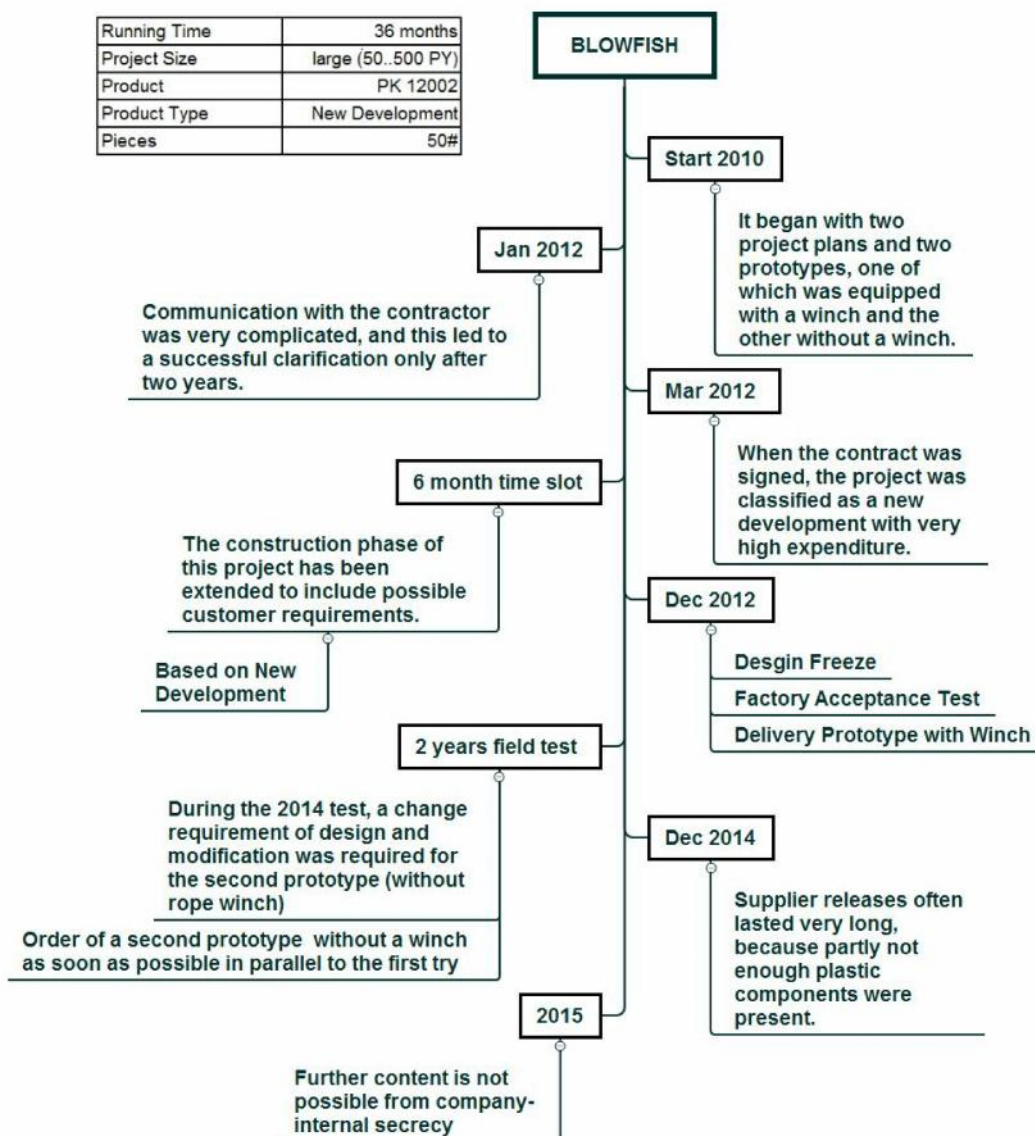 Running Time 36 months
Project Size large (50..500 PY)
Product PK 12002
Product Type New Development
Pieces 50#
BLOWFISH
Start 2010
It began with two
project plans and two
prototypes, one of
which was equipped
with a winch and the
other without a winch.
Jan 2012
Communication with the contractor
was very complicated, and this led to
a successful clarification only after
two years.
Mar 2012
When the contract was
signed, the project was
classified as a new
development with very
high expenditure.
6 month time slot
The construction phase of
this project has been
extended to include possible
customer requirements.
Based on New
Development
Dec 2012
Desgin Freeze
Factory Acceptance Test
Delivery Prototype with Winch
2 years field test
During the 2014 test, a change
requirement of design and
modification was required for
the second prototype (without
rope winch)
Order of a second prototype without a winch
as soon as possible in parallel to the first try
Dec 2014
Supplier releases often
lasted very long,
because partly not
enough plastic
components were
present.
2015
Further content is not
possible from company-
internal secrecy